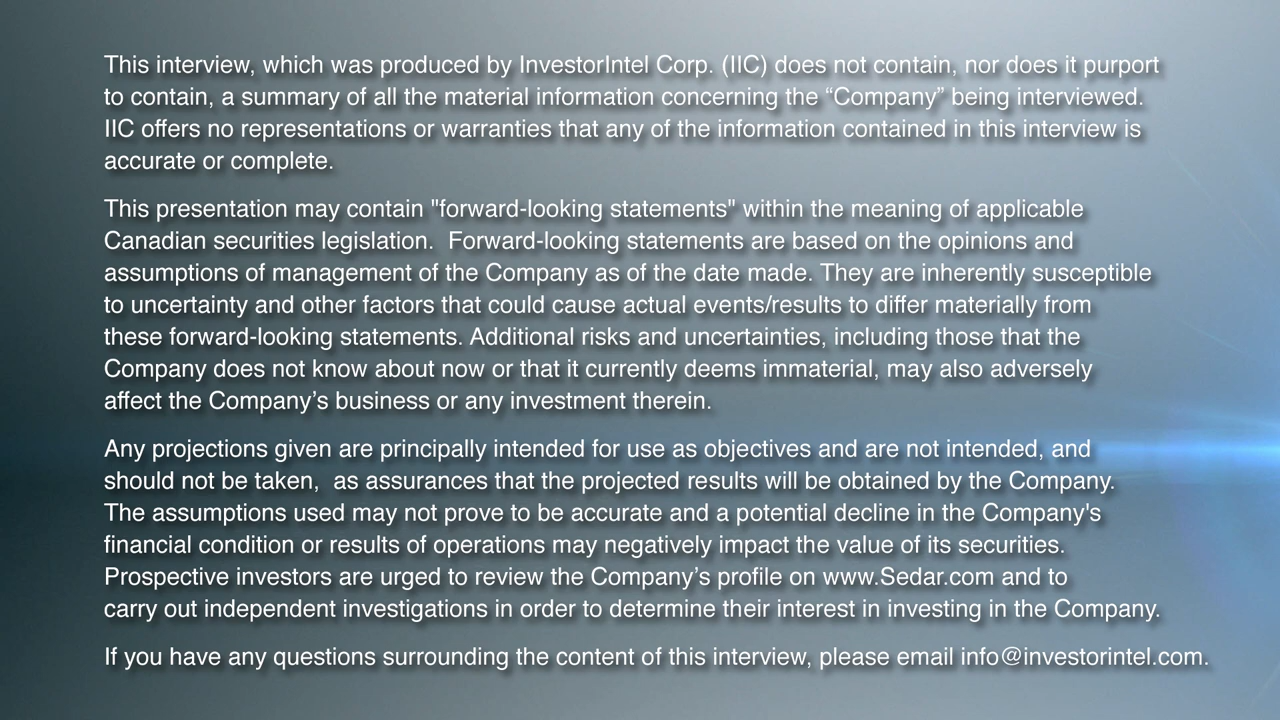 This interview, which was produced by InvestorIntel Corp. (IIC) does not contain, nor does it purport
to contain, a summary of all the material information concerning the “Company” being interviewed.
IIC offers no representations or warranties that any of the information contained in this interview is
accurate or complete.
This presentation may contain "forward-looking statements" within the meaning of applicable
Canadian securities legislation.  Forward-looking statements are based on the opinions and
assumptions of management of the Company as of the date made. They are inherently susceptible
to uncertainty and other factors that could cause actual events/results to differ materially from
these forward-looking statements. Additional risks and uncertainties, including those that the
Company does not know about now or that it currently deems immaterial, may also adversely
affect the Company’s business or any investment therein.
Any projections given are principally intended for use as objectives and are not intended, and
should not be taken,  as assurances that the projected results will be obtained by the Company.
The assumptions used may not prove to be accurate and a potential decline in the Company's
financial condition or results of operations may negatively impact the value of its securities.
Prospective investors are urged to review the Company’s profile on www.Sedar.com and to
carry out independent investigations in order to determine their interest in investing in the Company.
If you have any questions surrounding the content of this interview, please email info@investorintel.com.